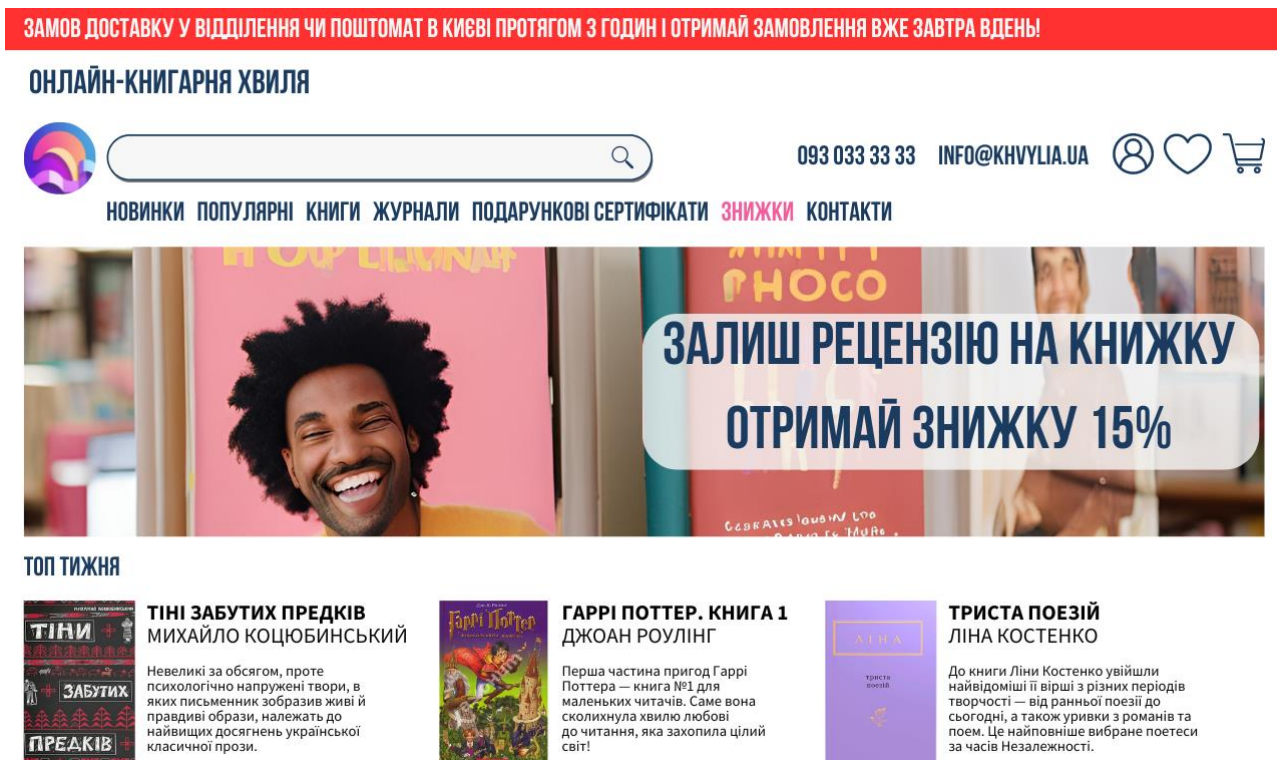 ЗАМОВ ДОСТАВКУ У ВІДДІЛЕННЯ ЧИ ПОШТОМАТ В КИЄВІ ПРОТЯГОМ 3 ГОДИН І ОТРИМАЙ ЗАМОВЛЕННЯ ВЖЕ ЗАВТРА ВДЕНЬ!
ОНЛАЙН-КНИГАРНЯ ХВИЛЯ
093 033 33 33 INFO@KHVYLIA.UA
НОВИНКИ ПОПУЛЯРНІ КНИГИ ЖУРНАЛИ ПОДАРУНКОВІ СЕРТИФІКАТИ ЗНИЖКИ КОНТАКТИ
PHOCO
ЗАЛИШ РЕЦЕНЗІЮ НА КНИЖКУ
ОТРИМАЙ ЗНИЖКУ 15%
ТОП ТИЖНЯ
ТІНИ
ЗАБУТИХ
ПРЕДКІВ
ТІНІ ЗАБУТИХ ПРЕДКІВ
МИХАЙЛО КОЦЮБИНСЬКИЙ
Невеликі за обсягом, проте
психологічно напружені твори, в
яких письменник зобразив живі й
правдиві образи, належать до
найвищих досягнень української
класичної прози.
Гаррі Поттер
ГАРРІ ПОТТЕР. КНИГА 1
ДЖОАН РОУЛІНГ
Перша частина пригод Гаррі
Поттера — книга №1 для
маленьких читачів. Саме вона
сколихнула хвилю любові
до читання, яка захопила цілий
світ!
ЛІНА
триста
поезій
ТРИСТА ПОЕЗІЙ
ЛІНА КОСТЕНКО
До книги Ліни Костенко увійшли
найвідоміші її вірші з різних періодів
творчості — від ранньої поезії до
сьогодні, а також уривки з романів та
поем. Це найповніше вибране поетеси
за часів Незалежності.